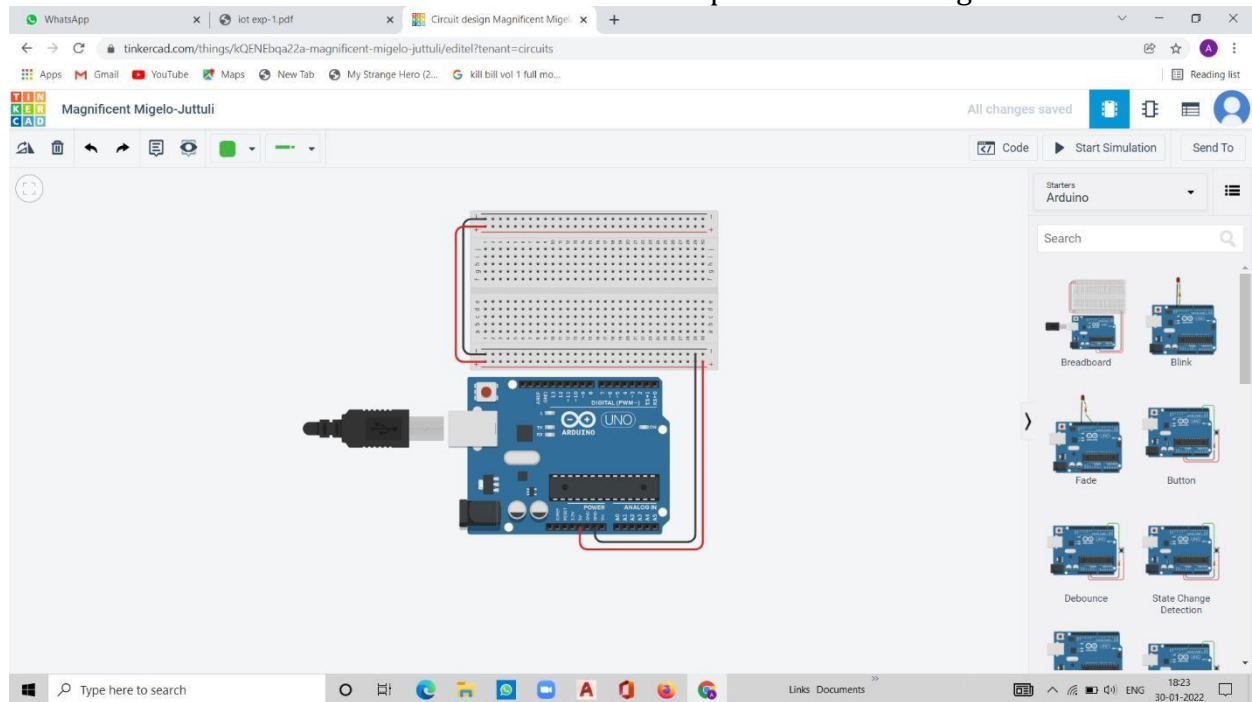 WhatsApp
iot exp-1.pdf
Circuit design Magnificent Migel
tinkercad.com/things/kQENEbqa22a-magnificent-migelo-juttuli/editel?tenant=circuits
A
Apps
Gmail
YouTube
Maps
New Tab
My Strange Hero (2...
kill bill vol 1 full mo...
Reading list
TIN
KER
CAD
Magnificent Migelo-Juttuli
All changes saved
Code
Start Simulation
Send To
Starters
Arduino
Search
Breadboard
Blink
Fade
Button
Debounce
State Change
Detection
DIGITAL (PWM~)
UNO
ARDUINO
POWER
ANALOG IN
Type here to search
Links Documents
ENG
18:23
30-01-2022